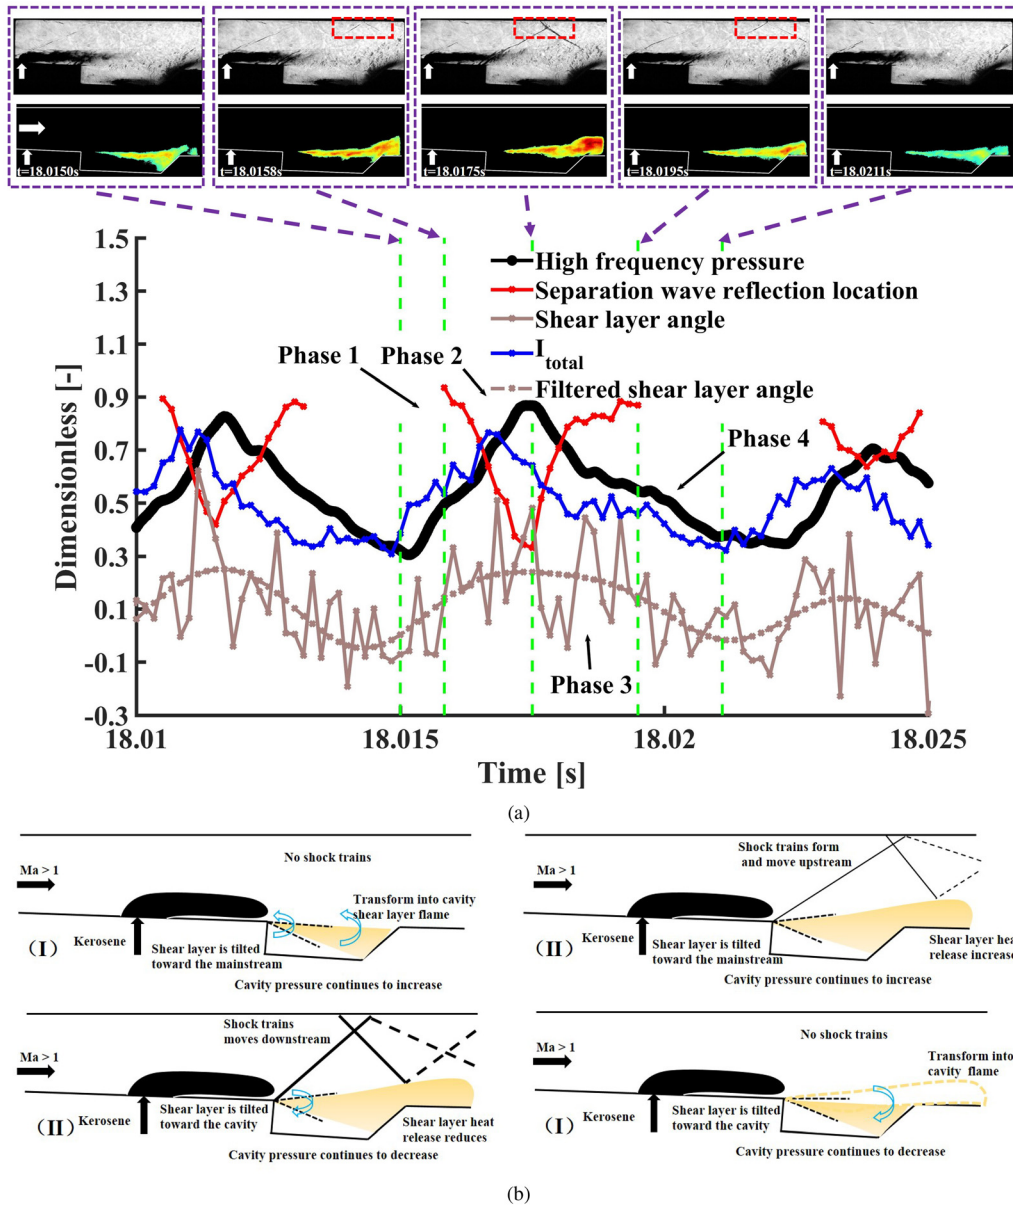 t=18.0150s
t=18.0158s
t=18.0175s
t=18.0195s
t=18.0211s
1.5
1.3
1.1
0.9
0.7
0.5
0.3
0.1
-0.1
-0.3
Dimensionless [-]
High frequency pressure
Separation wave reflection location
Shear layer angle
I_total
Filtered shear layer angle
Phase 1
Phase 2
Phase 4
Phase 3
18.01
18.015
18.02
18.025
Time [s]
(a)
No shock trains
Ma > 1
Transform into cavity
shear layer flame
(I)
Kerosene
Shear layer is tilted
toward the mainstream
Cavity pressure continues to increase
Shock trains form
and move upstream
Ma > 1
(II)
Kerosene
Shear layer is tilted
toward the mainstream
Shear layer hea
release increase
Cavity pressure continues to increase
Shock trains
moves downstream
Ma > 1
(II)
Kerosene
Shear layer is tilted
toward the cavity
Shear layer heat
release reduces
Cavity pressure continues to decrease
No shock trains
Ma > 1
Transform into
cavity flame
(I)
Kerosene
Shear layer is tilted
toward the cavity
Cavity pressure continues to decrease
(b)